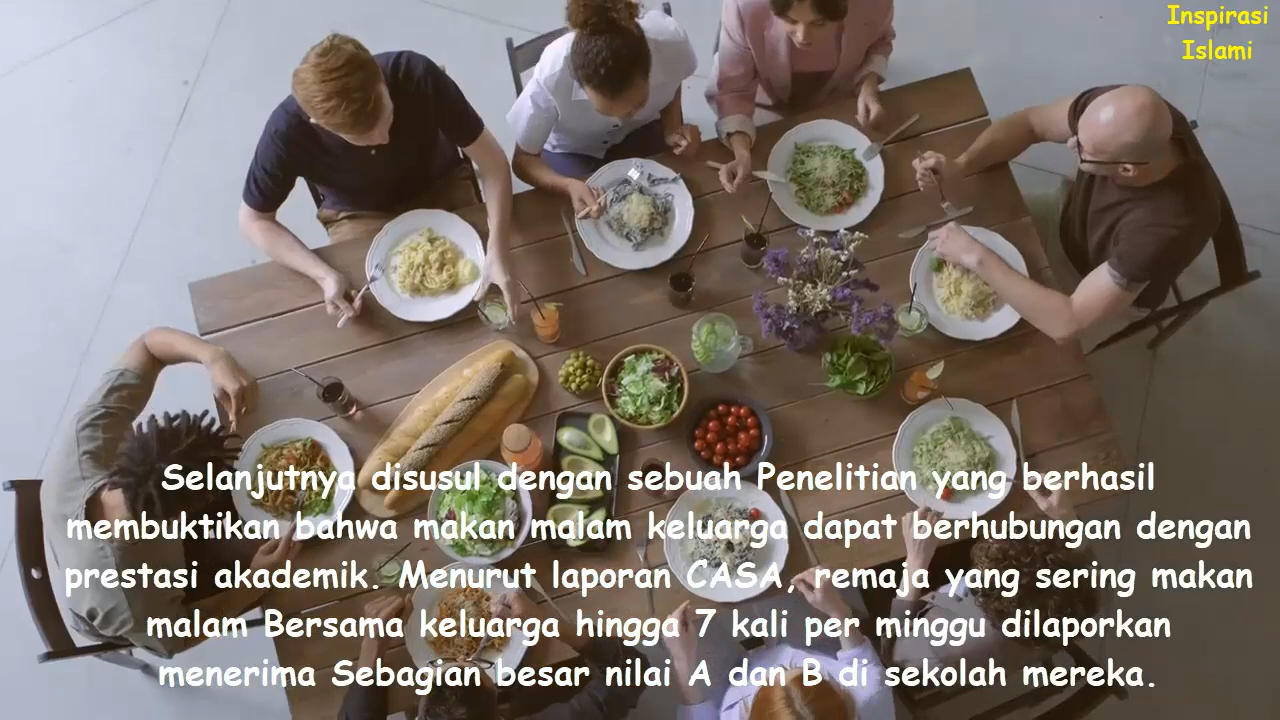 Inspirasi
Islami
Selanjutnya disusul dengan sebuah Penelitian yang berhasil
membuktikan bahwa makan malam keluarga dapat berhubungan dengan
prestasi akademik. Menurut laporan CASA, remaja yang sering makan
malam Bersama keluarga hingga 7 kali per minggu dilaporkan
menerima Sebagian besar nilai A dan B di sekolah mereka.